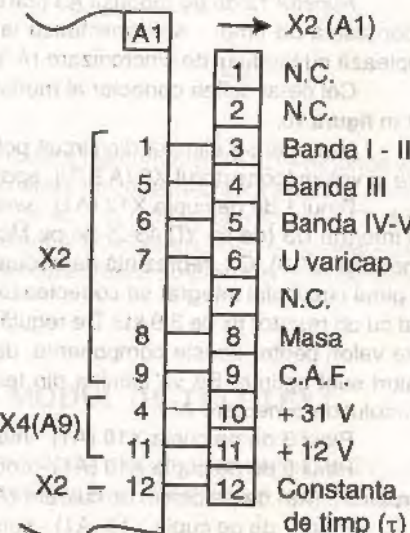 A1 X2 (A1)
1 N.C.
2 N.C.
1 3 Banda I - II
5 4 Banda III
6 5 Banda IV-V
X2 7 6 U varicap
7 N.C.
8 8 Masa
9 9 C.A.F.
X4(A9) 4 10 + 31 V
11 11 + 12 V
X2 - 12 12 Constanta
de timp (τ)